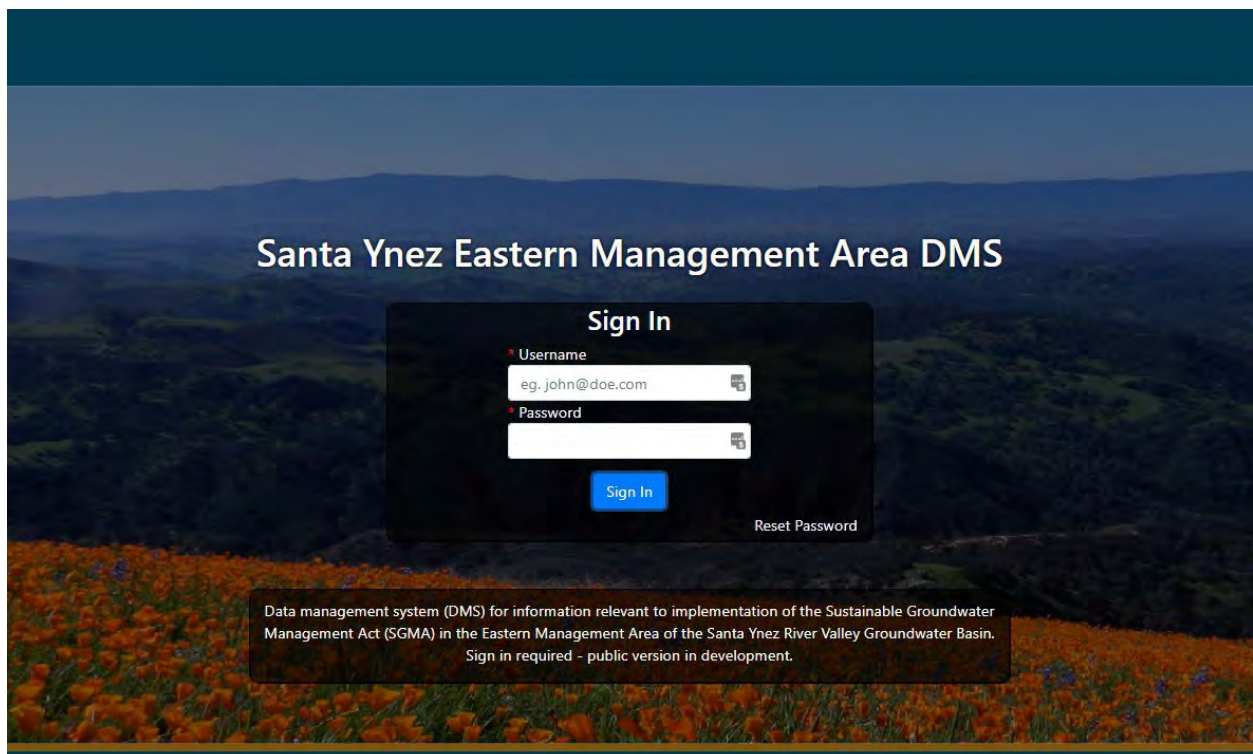 Santa Ynez Eastern Management Area DMS
Sign In
* Username
eg. john@doe.com
* Password
Sign In
Reset Password
Data management system (DMS) for information relevant to implementation of the Sustainable Groundwater
Management Act (SGMA) in the Eastern Management Area of the Santa Ynez River Valley Groundwater Basin.
Sign in required - public version in development.